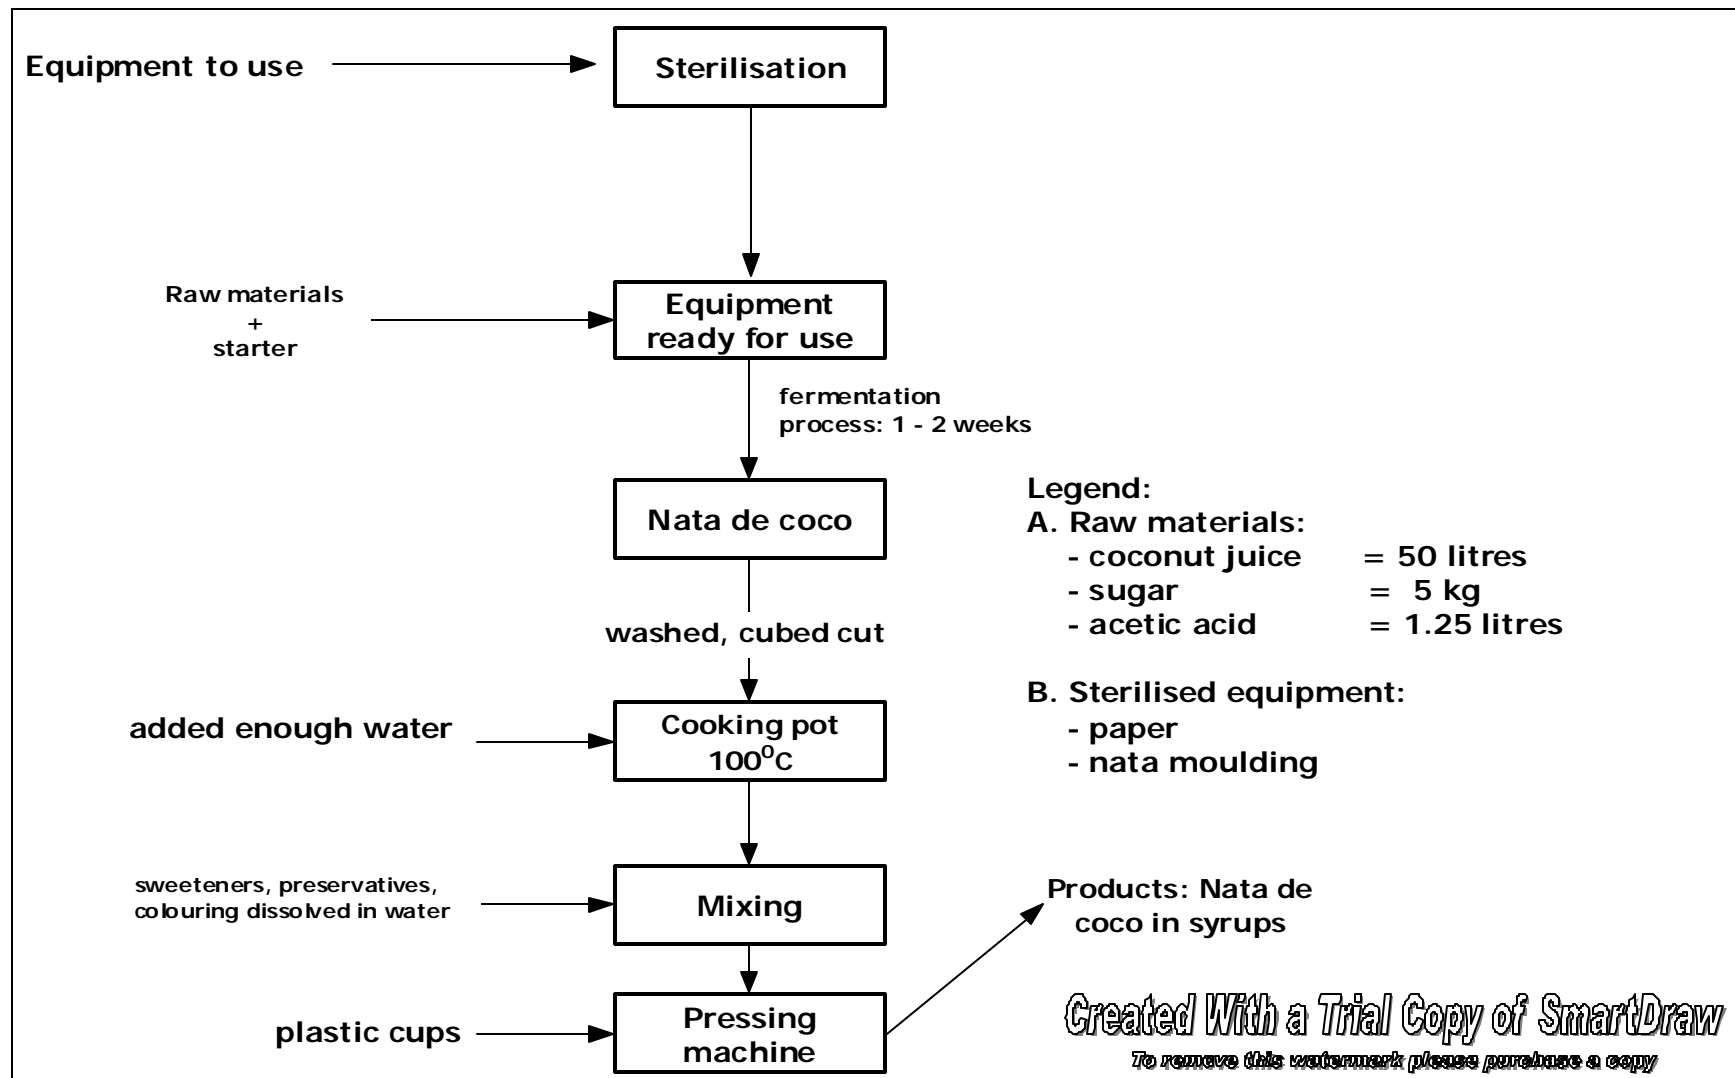 Equipment to use
Sterilisation
Raw materials
+
starter
Equipment
ready for use
fermentation
process: 1 - 2 weeks
Nata de coco
washed, cubed cut
added enough water
Cooking pot
100⁰C
sweeteners, preservatives,
colouring dissolved in water
Mixing
plastic cups
Pressing
machine
Products: Nata de
coco in syrups
Legend:
A. Raw materials:
- coconut juice = 50 litres
- sugar = 5 kg
- acetic acid = 1.25 litres
B. Sterilised equipment:
- paper
- nata moulding
Created With a Trial Copy of SmartDraw
To remove this watermark please purchase a copy